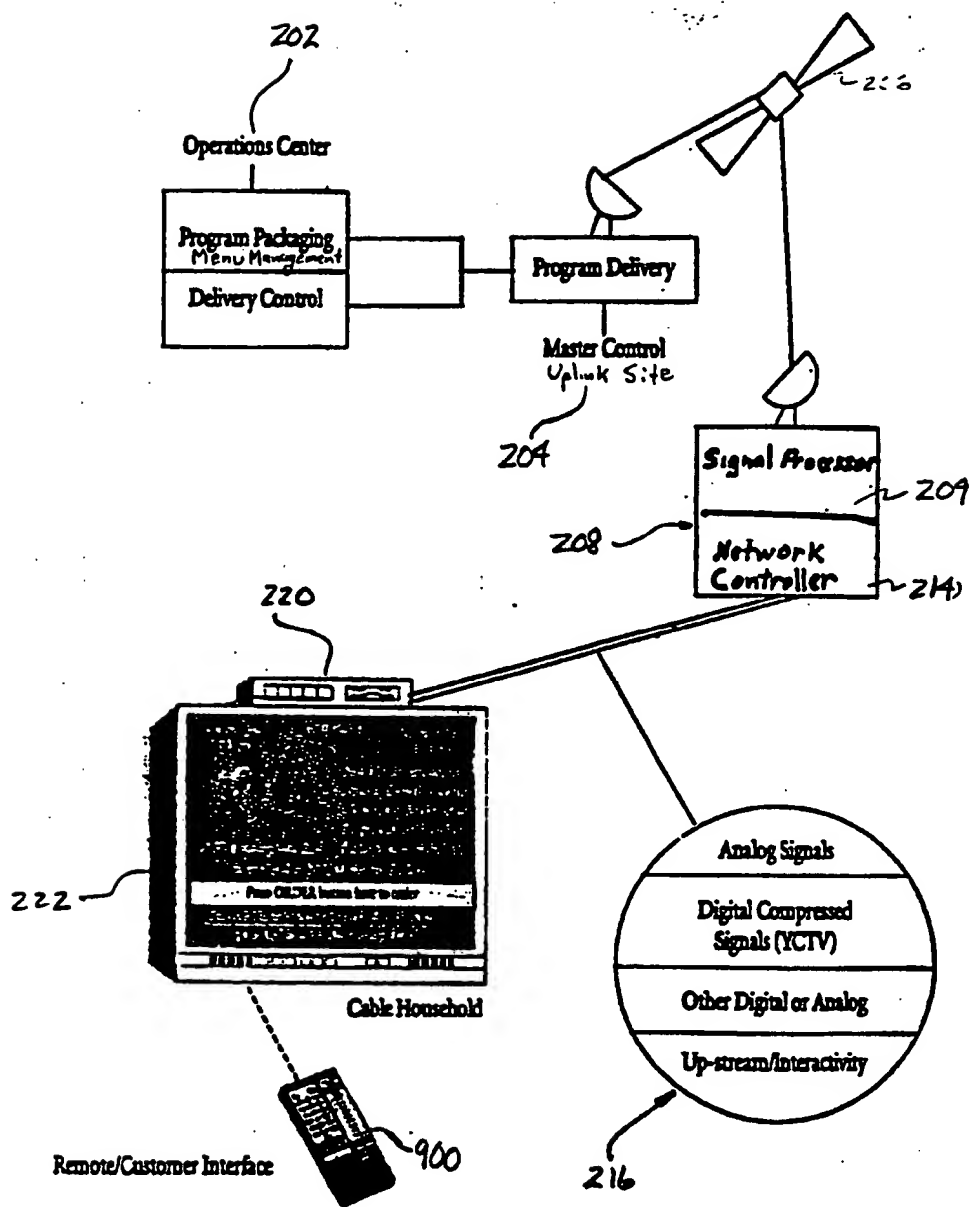 202
Operations Center
Program Packaging
Menu Management
Delivery Control
Program Delivery
Master Control
Uplink Site
204
Signal Processor
209
208
Network
Controller
214
220
222
Press ORDER button now to order
Cable Household
Analog Signals
Digital Compressed
Signals (YCTV)
Other Digital or Analog
Up-stream/Interactivity
216
900
Remote/Customer Interface